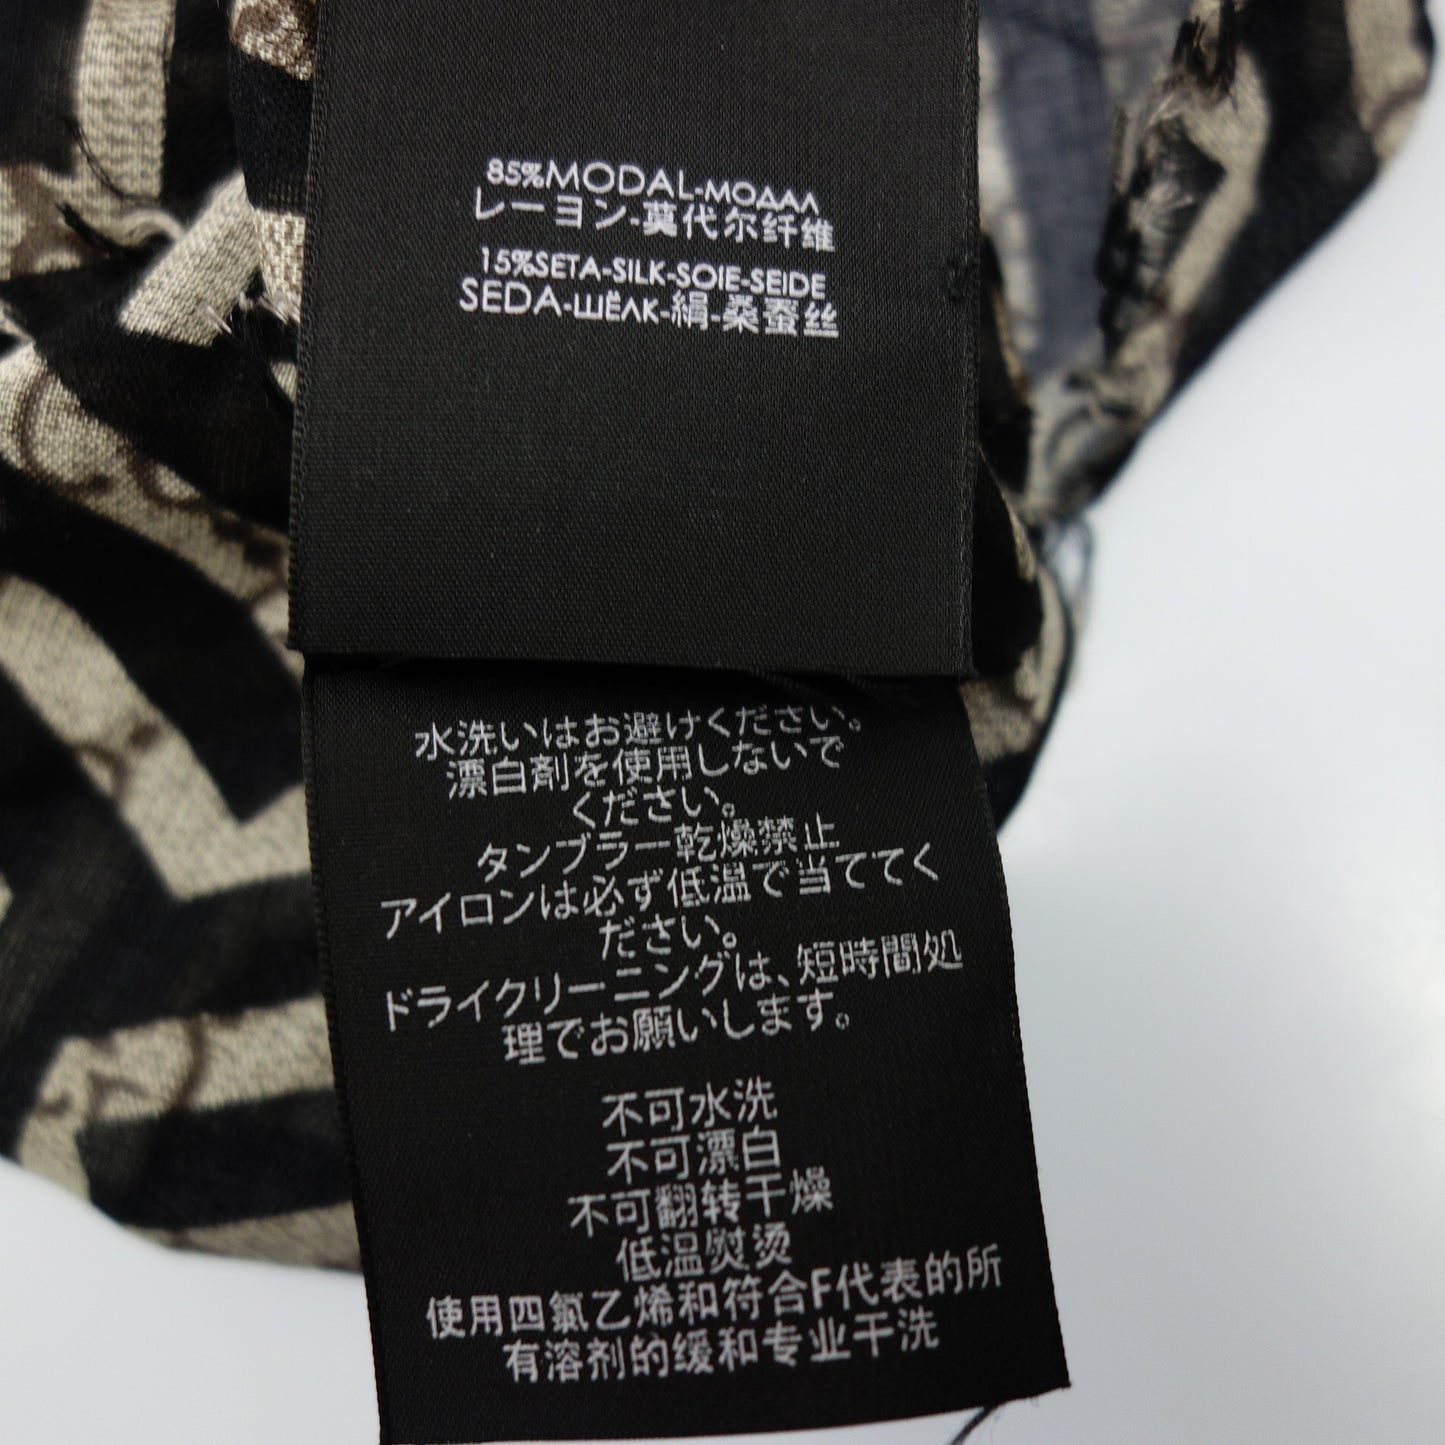 85%MODAL-МОДАЛ
レーヨン-莫代尔纤维
15%SETA-SILK-SOIE-SEIDE
SEDA-ШЁЛК-絹-桑蚕丝
水洗いはお避けください。
漂白剤を使用しないで
ください。
タンブラー乾燥禁止
アイロンは必ず低温で当ててく
ださい。
ドライクリーニングは、短時間処
理でお願いします。
不可水洗
不可漂白
不可翻转干燥
低温熨烫
使用四氯乙烯和符合F代表的所
有溶剂的缓和专业干洗